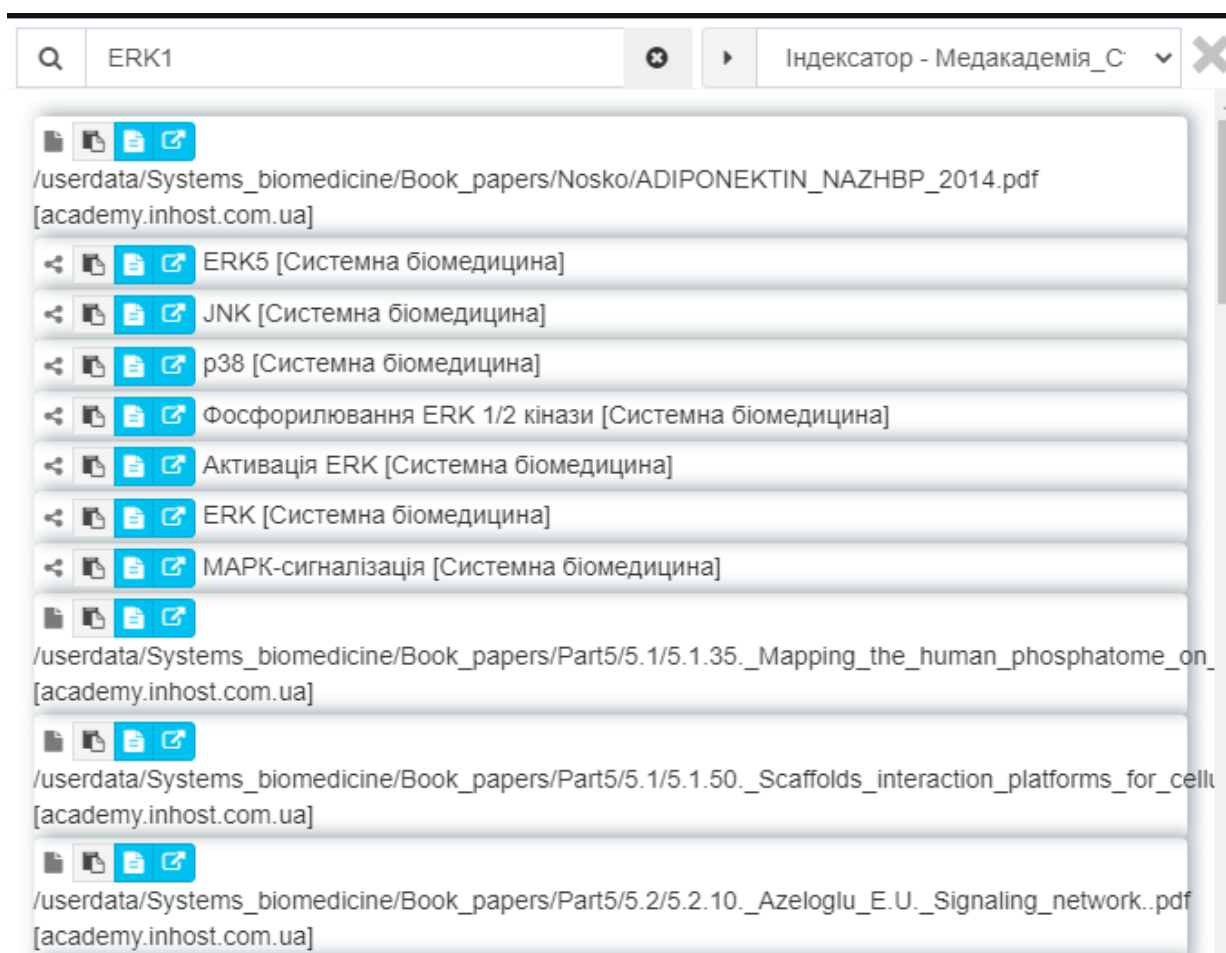 ERK1
Індексатор - Медакадемія_С
/userdata/Systems_biomedicine/Book_papers/Nosko/ADIPONEKTIN_NAZHBP_2014.pdf
[academy.inhost.com.ua]
ERK5 [Системна біомедицина]
JNK [Системна біомедицина]
p38 [Системна біомедицина]
Фосфорилювання ERK 1/2 кінази [Системна біомедицина]
Активація ERK [Системна біомедицина]
ERK [Системна біомедицина]
МАРК-сигналізація [Системна біомедицина]
/userdata/Systems_biomedicine/Book_papers/Part5/5.1/5.1.35._Mapping_the_human_phosphatome_on_
[academy.inhost.com.ua]
/userdata/Systems_biomedicine/Book_papers/Part5/5.1/5.1.50._Scaffolds_interaction_platforms_for_cellu
[academy.inhost.com.ua]
/userdata/Systems_biomedicine/Book_papers/Part5/5.2/5.2.10._Azeloglu_E.U._Signaling_network..pdf
[academy.inhost.com.ua]